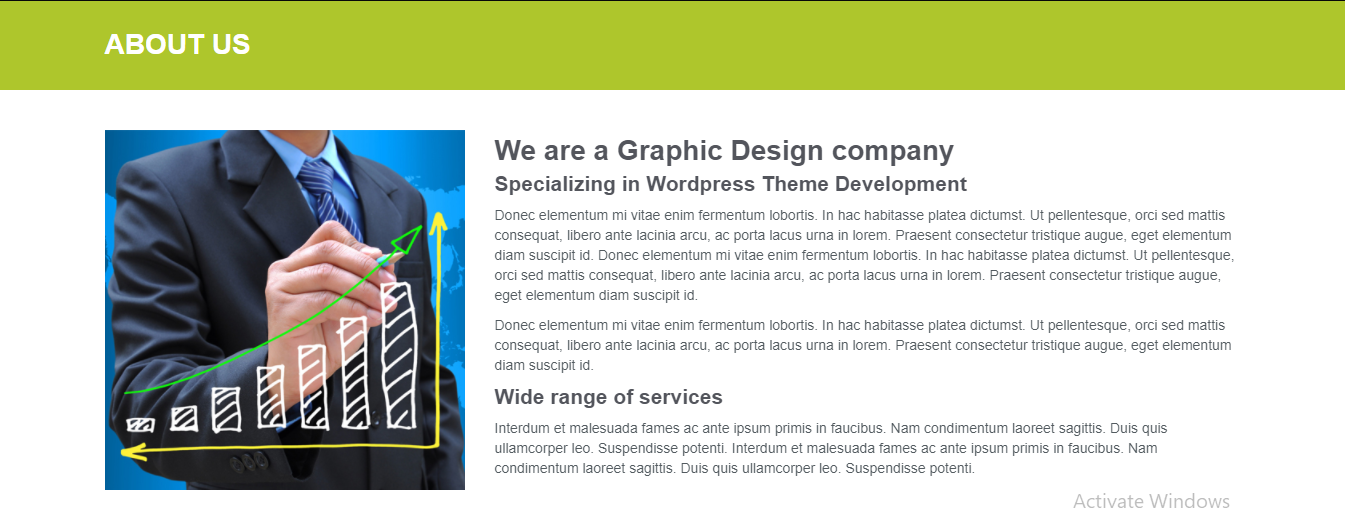 ABOUT US
We are a Graphic Design company
Specializing in Wordpress Theme Development
Donec elementum mi vitae enim fermentum lobortis. In hac habitasse platea dictumst. Ut pellentesque, orci sed mattis
consequat, libero ante lacinia arcu, ac porta lacus urna in lorem. Praesent consectetur tristique augue, eget elementum
diam suscipit id. Donec elementum mi vitae enim fermentum lobortis. In hac habitasse platea dictumst. Ut pellentesque,
orci sed mattis consequat, libero ante lacinia arcu, ac porta lacus urna in lorem. Praesent consectetur tristique augue,
eget elementum diam suscipit id.
Donec elementum mi vitae enim fermentum lobortis. In hac habitasse platea dictumst. Ut pellentesque, orci sed mattis
consequat, libero ante lacinia arcu, ac porta lacus urna in lorem. Praesent consectetur tristique augue, eget elementum
diam suscipit id.
Wide range of services
Interdum et malesuada fames ac ante ipsum primis in faucibus. Nam condimentum laoreet sagittis. Duis quis
ullamcorper leo. Suspendisse potenti. Interdum et malesuada fames ac ante ipsum primis in faucibus. Nam
condimentum laoreet sagittis. Duis quis ullamcorper leo. Suspendisse potenti.
Activate Windows